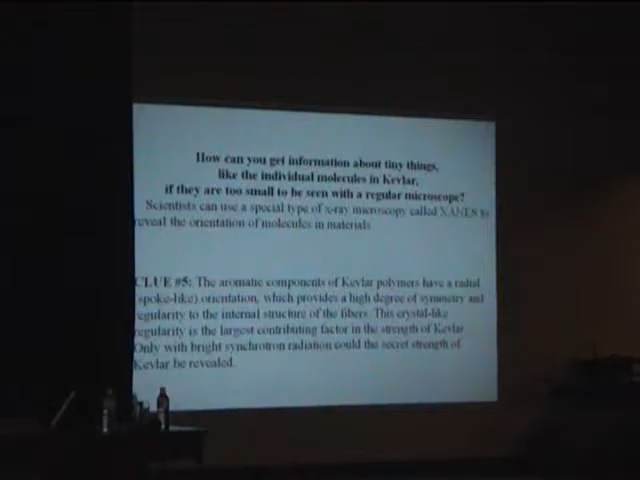 How can you get information about tiny things,
like the individual molecules in Kevlar,
if they are too small to be seen with a regular microscope?
Scientists can use a special type of x-ray microscopy called XANES to
reveal the orientation of molecules in materials.
CLUE #5: The aromatic components of Kevlar polymers have a radial
(spoke-like) orientation, which provides a high degree of symmetry and
regularity to the internal structure of the fibers. This crystal-like
regularity is the largest contributing factor in the strength of Kevlar.
Only with bright synchrotron radiation could the secret strength of
Kevlar be revealed.